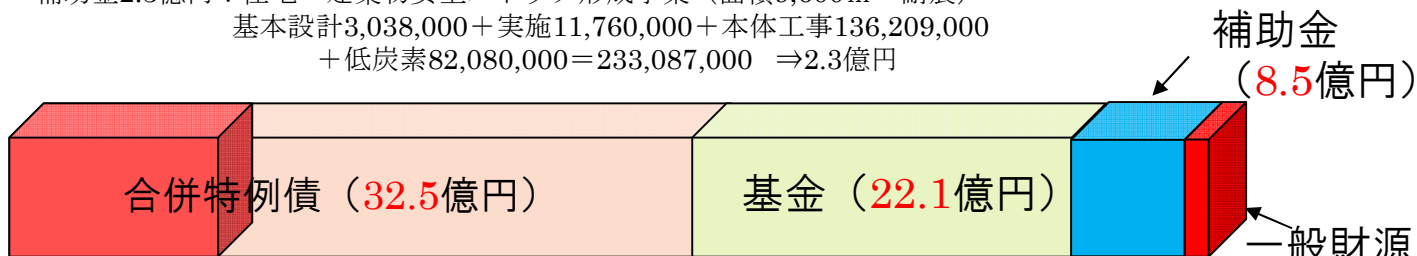 基本設計3,038,000＋実施11,760,000＋本体工事136,209,000
＋低炭素82,080,000＝233,087,000 ⇒2.3億円
補助金
（8.5億円）
合併特例債（32.5億円）
基金（22.1億円）
一般財源